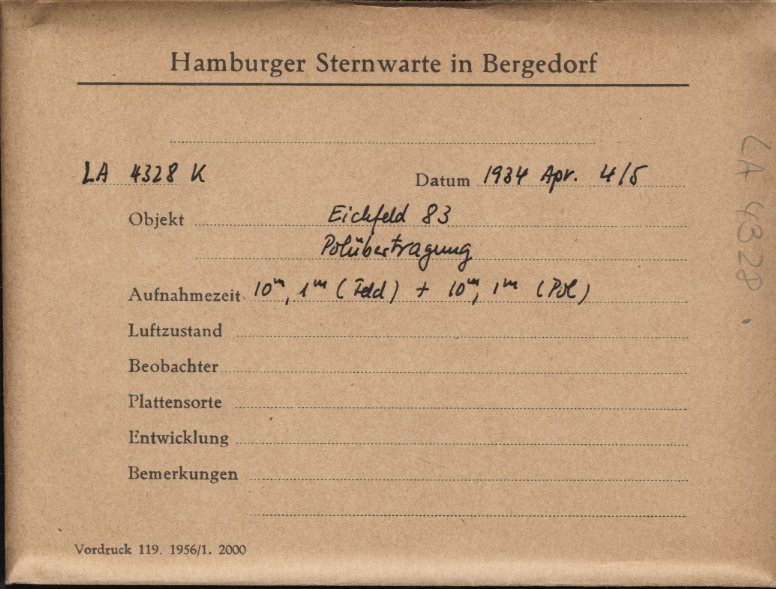 Hamburger Sternwarte in Bergedorf
LA 4328 K Datum 1934 Apr. 4/5
Objekt Eichfeld 83
Polübertragung
Aufnahmezeit 10m, 1m (Feld) + 10m, 1m (Pol)
Luftzustand
Beobachter
Plattensorte
Entwicklung
Bemerkungen
Vordruck 119. 1956/1. 2000
LA 4328.